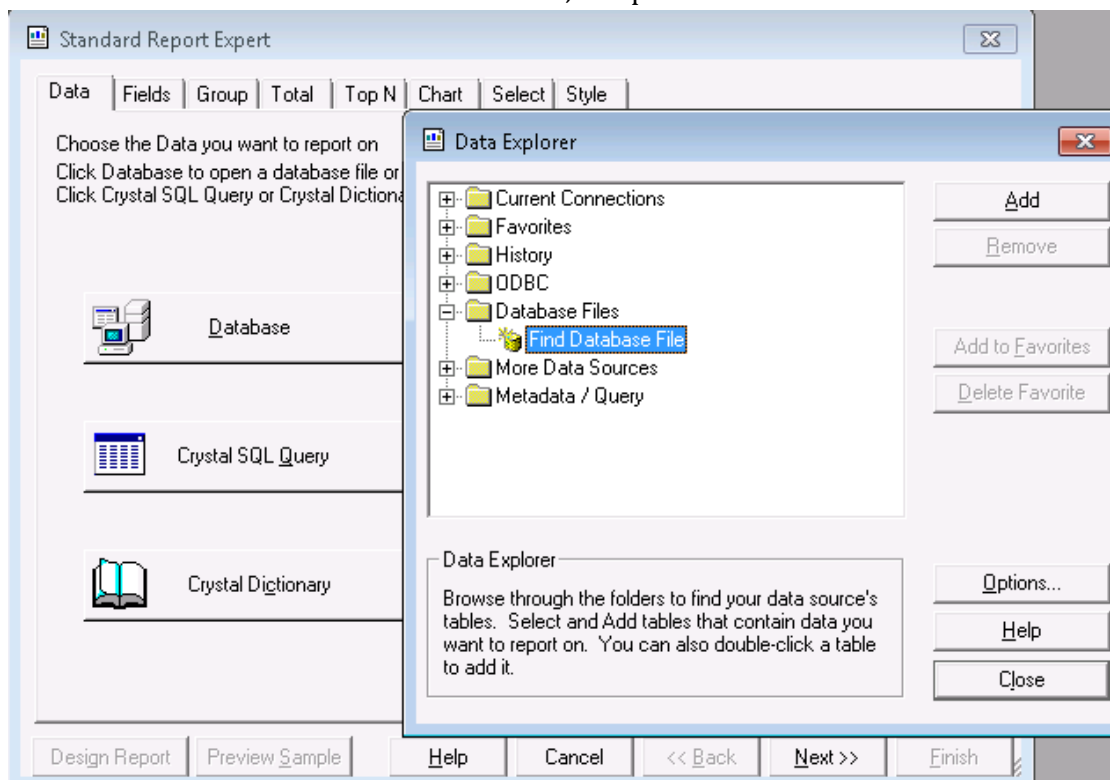 Standard Report Expert
Data Fields Group Total Top N Chart Select Style
Choose the Data you want to report on
Click Database to open a database file or
Click Crystal SQL Query or Crystal Dictiona
Database
Crystal SQL Query
Crystal Dictionary
Data Explorer
Current Connections
Favorites
History
ODBC
Database Files
Find Database File
More Data Sources
Metadata / Query
Add
Remove
Add to Favorites
Delete Favorite
Data Explorer
Browse through the folders to find your data source's
tables. Select and Add tables that contain data you
want to report on. You can also double-click a table
to add it.
Options...
Help
Close
Design Report Preview Sample Help Cancel << Back Next >> Finish